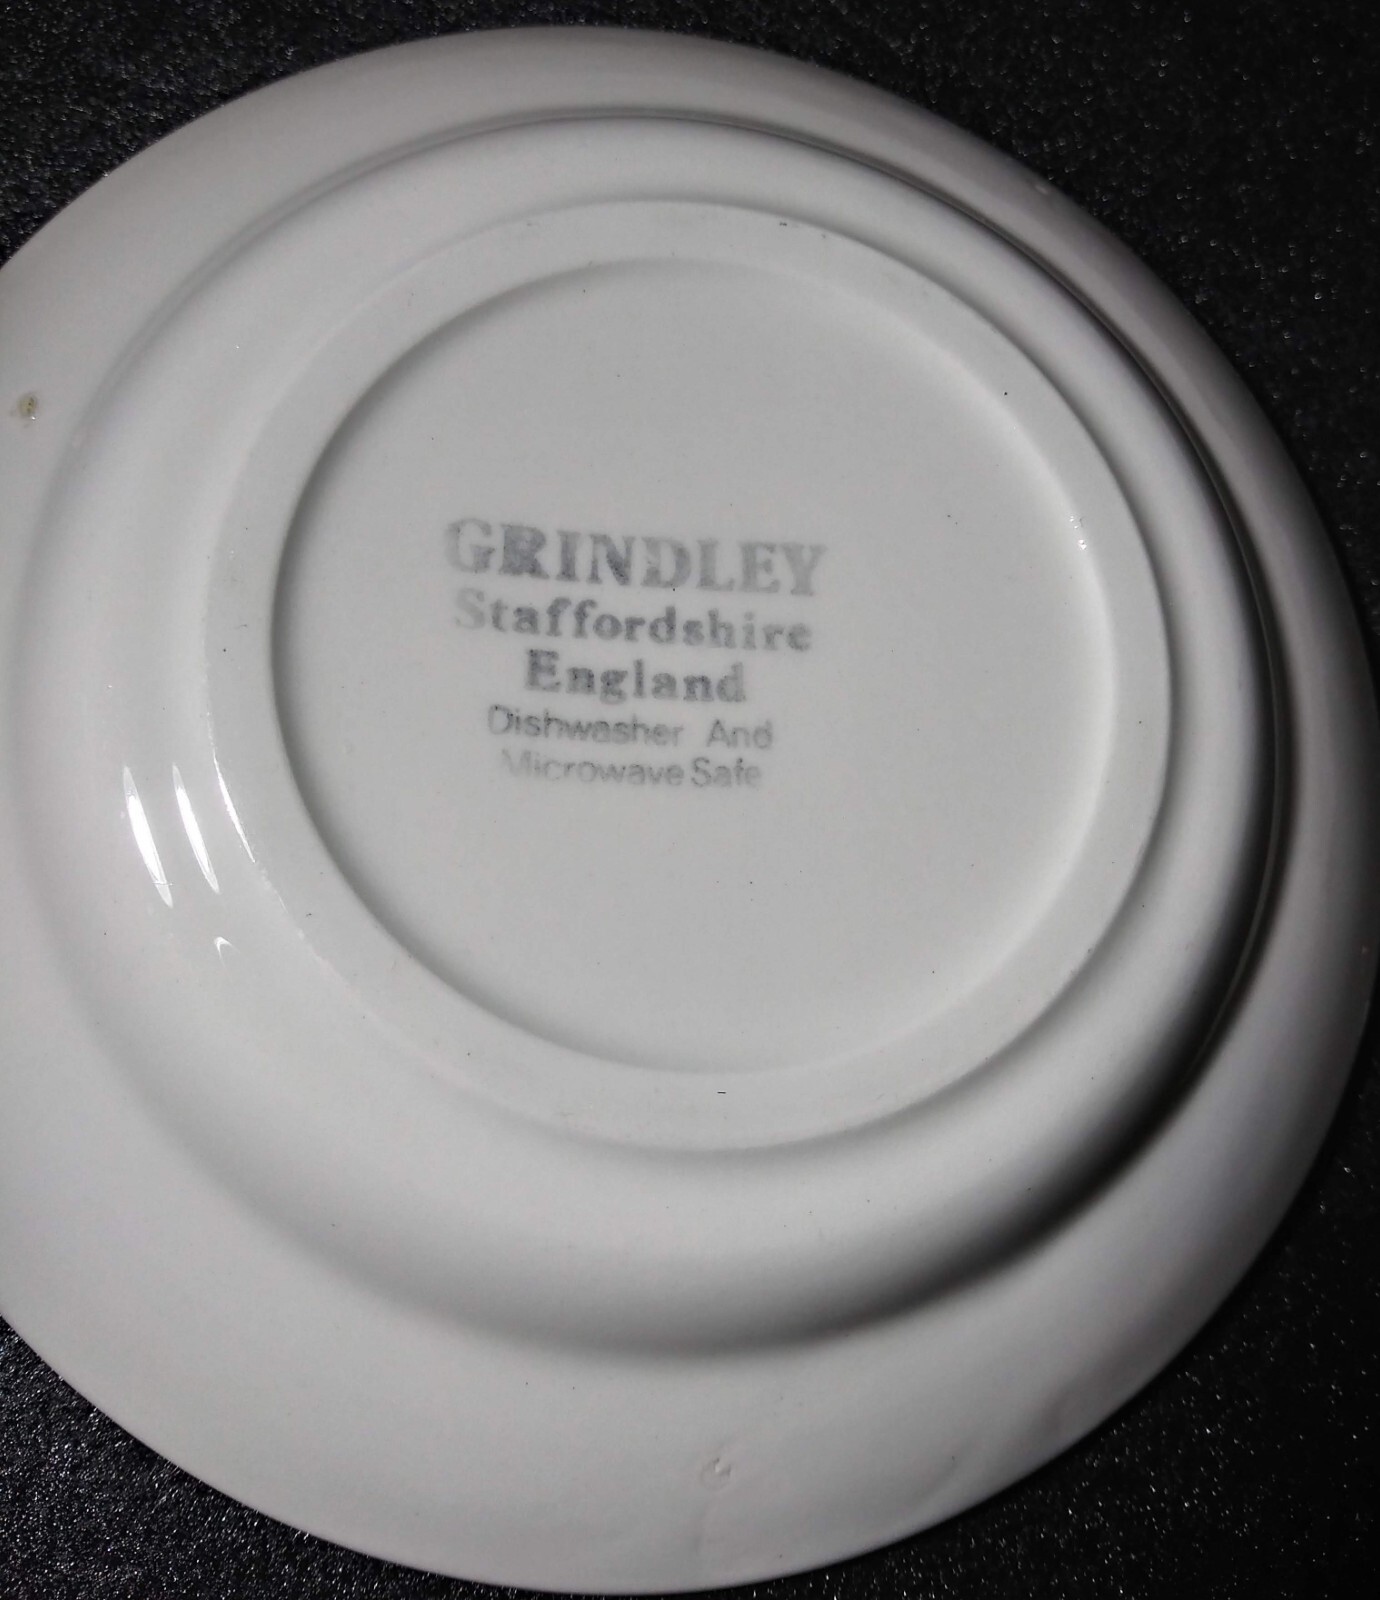 GRINDLEY
Staffordshire
England
Dishwasher And
Microwave Safe